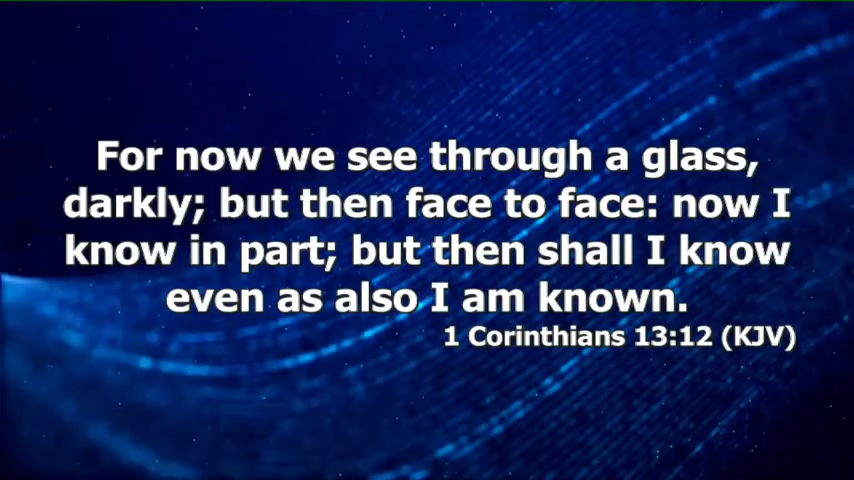 For now we see through a glass,
darkly; but then face to face: now I
know in part; but then shall I know
even as also I am known.
1 Corinthians 13:12 (KJV)